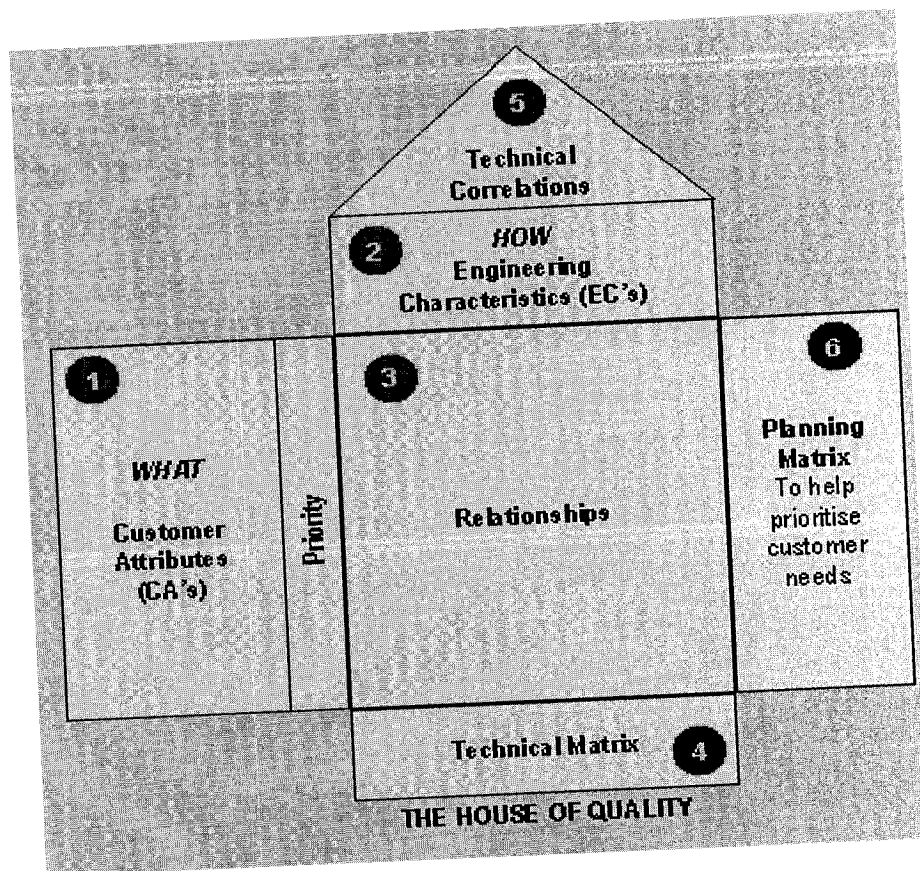 5
Technical
Correlations
2
HOW
Engineering
Characteristics (EC's)
1
WHAT
Customer
Attributes
(CA's)
Priority
3
Relationships
6
Planning
Matrix
To help
prioritise
customer
needs
Technical Matrix
4
THE HOUSE OF QUALITY